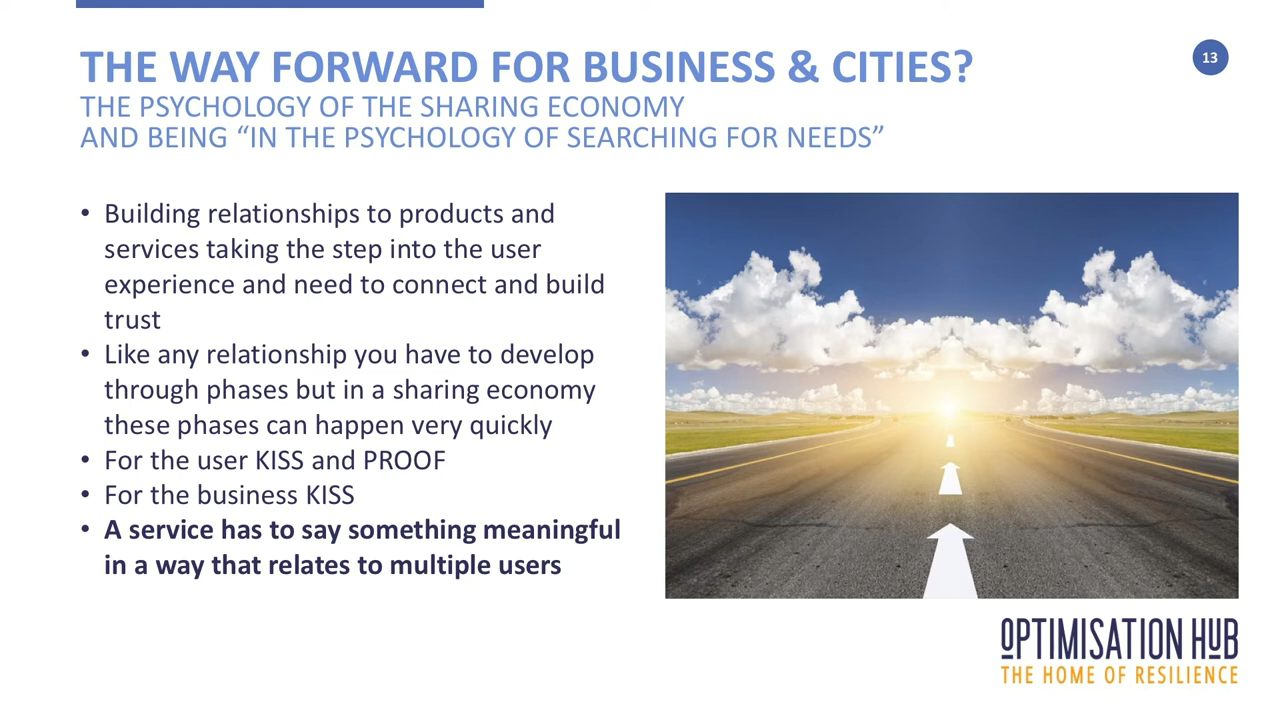 THE WAY FORWARD FOR BUSINESS & CITIES?
13
THE PSYCHOLOGY OF THE SHARING ECONOMY
AND BEING “IN THE PSYCHOLOGY OF SEARCHING FOR NEEDS”
• Building relationships to products and
services taking the step into the user
experience and need to connect and build
trust
• Like any relationship you have to develop
through phases but in a sharing economy
these phases can happen very quickly
• For the user KISS and PROOF
• For the business KISS
• A service has to say something meaningful
in a way that relates to multiple users
OPTIMISATION HUB
THE HOME OF RESILIENCE